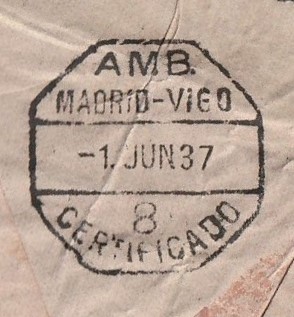 AMB.
MADRID-VIGO
-1. JUN 37
8
CERTIFICADO